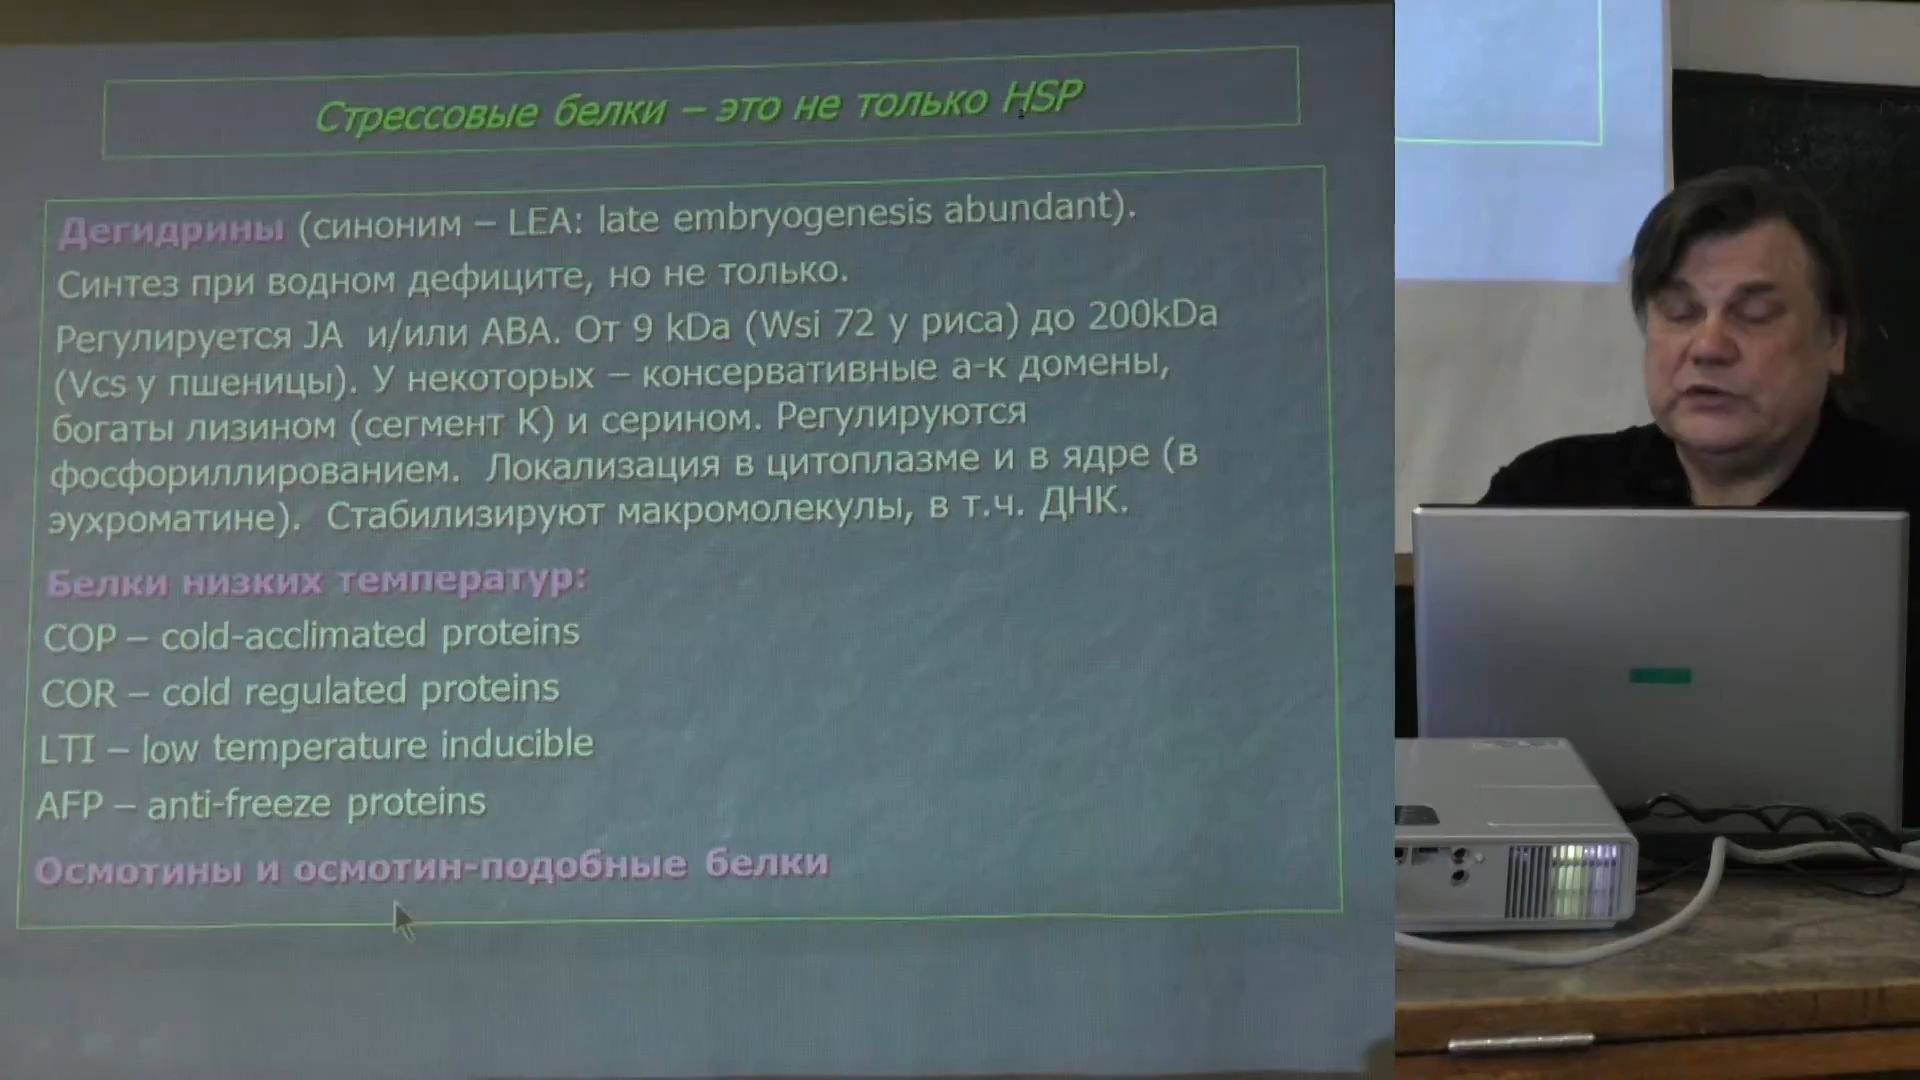 Стрессовые белки – это не только HSP
Дегидрины (синоним – LEA: late embryogenesis abundant).
Синтез при водном дефиците, но не только.
Регулируется JA и/или ABA. От 9 kDa (Wsi 72 у риса) до 200kDa
(Vcs у пшеницы). У некоторых – консервативные а-к домены,
богаты лизином (сегмент К) и серином. Регулируются
фосфориллированием. Локализация в цитоплазме и в ядре (в
эухроматине). Стабилизируют макромолекулы, в т.ч. ДНК.
Белки низких температур:
COP – cold-acclimated proteins
COR – cold regulated proteins
LTI – low temperature inducible
AFP – anti-freeze proteins
Осмотины и осмотин-подобные белки